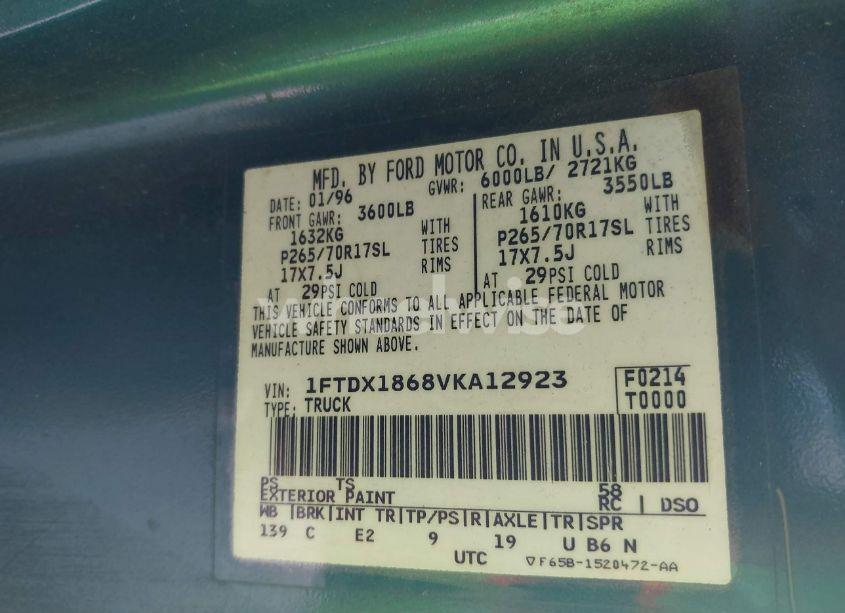 MFD. BY FORD MOTOR CO. IN U.S.A.
DATE: 01/96 GVWR: 6000LB/ 2721KG
FRONT GAWR: 3600LB REAR GAWR: 3550LB
1632KG WITH 1610KG WITH
P265/70R17SL TIRES P265/70R17SL TIRES
17X7.5J RIMS 17X7.5J RIMS
AT 29PSI COLD AT 29PSI COLD
THIS VEHICLE CONFORMS TO ALL APPLICABLE FEDERAL MOTOR
VEHICLE SAFETY STANDARDS IN EFFECT ON THE DATE OF
MANUFACTURE SHOWN ABOVE.
VIN: 1FTDX1868VKA12923 F0214
TYPE: TRUCK T0000
PS TS 58
EXTERIOR PAINT RC | DSO
WB |BRK|INT TR|TP/PS|R|AXLE|TR|SPR
139 C E2 9 19 U B6 N
UTC ▽F65B-1520472-AA